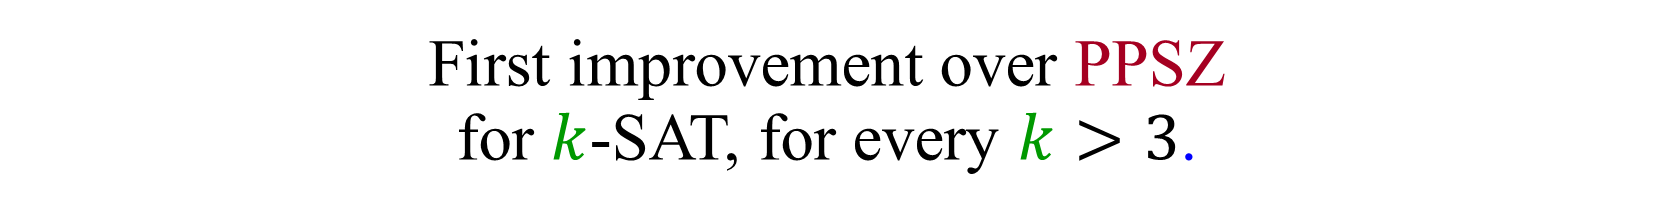 First improvement over PPSZ
for k-SAT, for every k > 3.